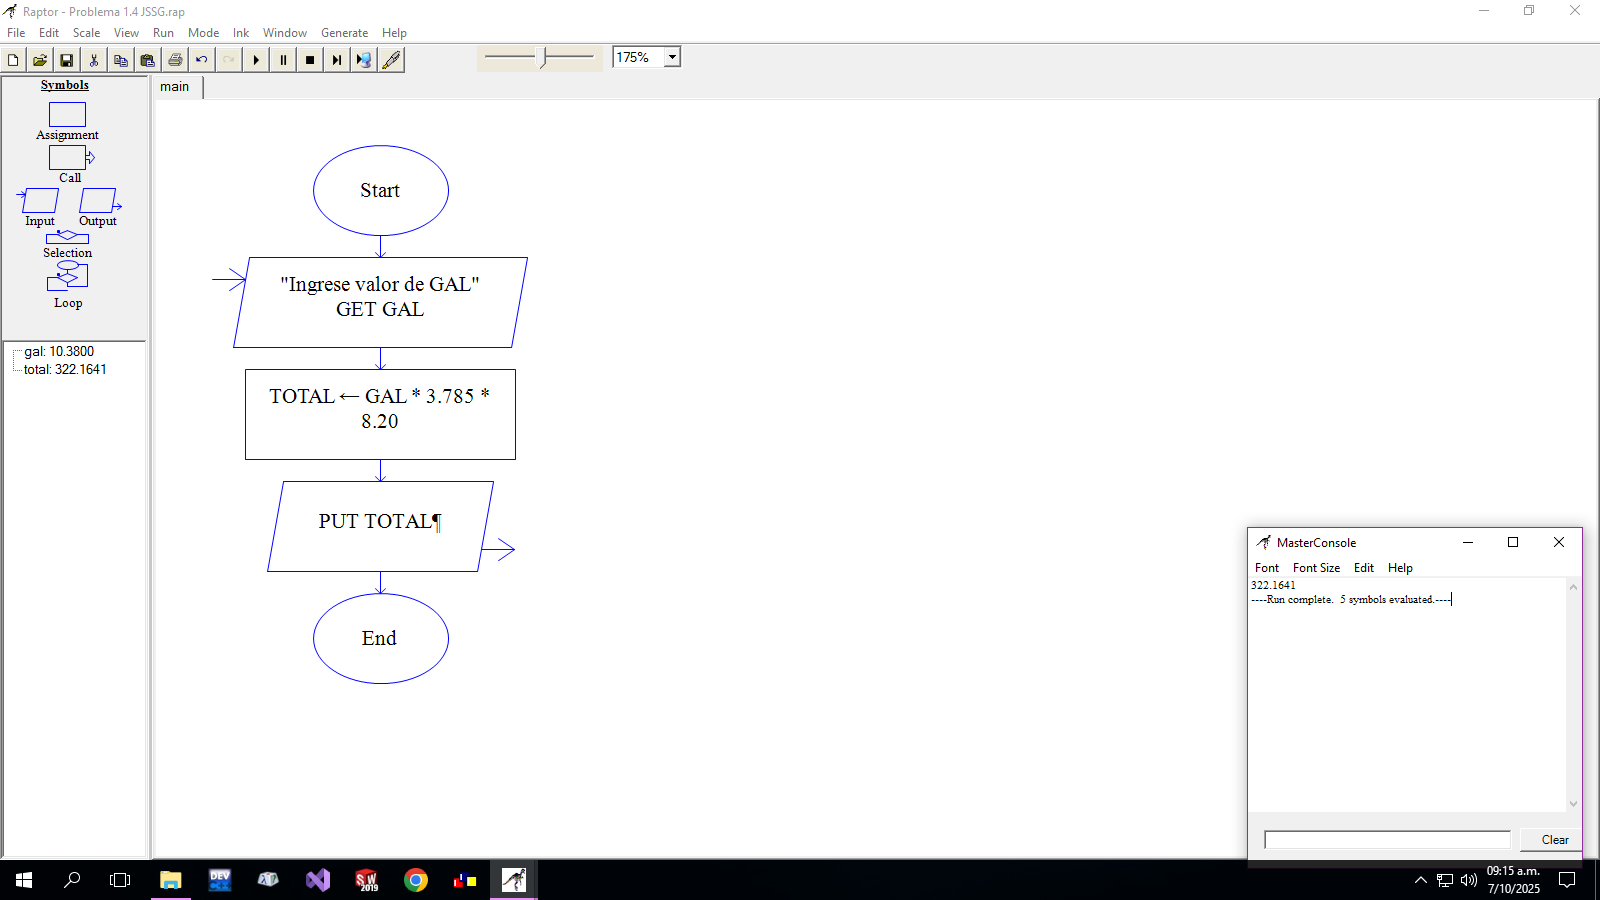 Raptor - Problema 1.4 JSSG.rap
File Edit Scale View Run Mode Ink Window Generate Help
175%
Symbols
Assignment
Call
Input Output
Selection
Loop
gal: 10.3800
total: 322.1641
main
Start
"Ingrese valor de GAL"
GET GAL
TOTAL ← GAL * 3.785 *
8.20
PUT TOTAL¶
End
MasterConsole
Font Font Size Edit Help
322.1641
----Run complete.  5 symbols evaluated.----
Clear
DEV
SW
2019
09:15 a.m.
7/10/2025